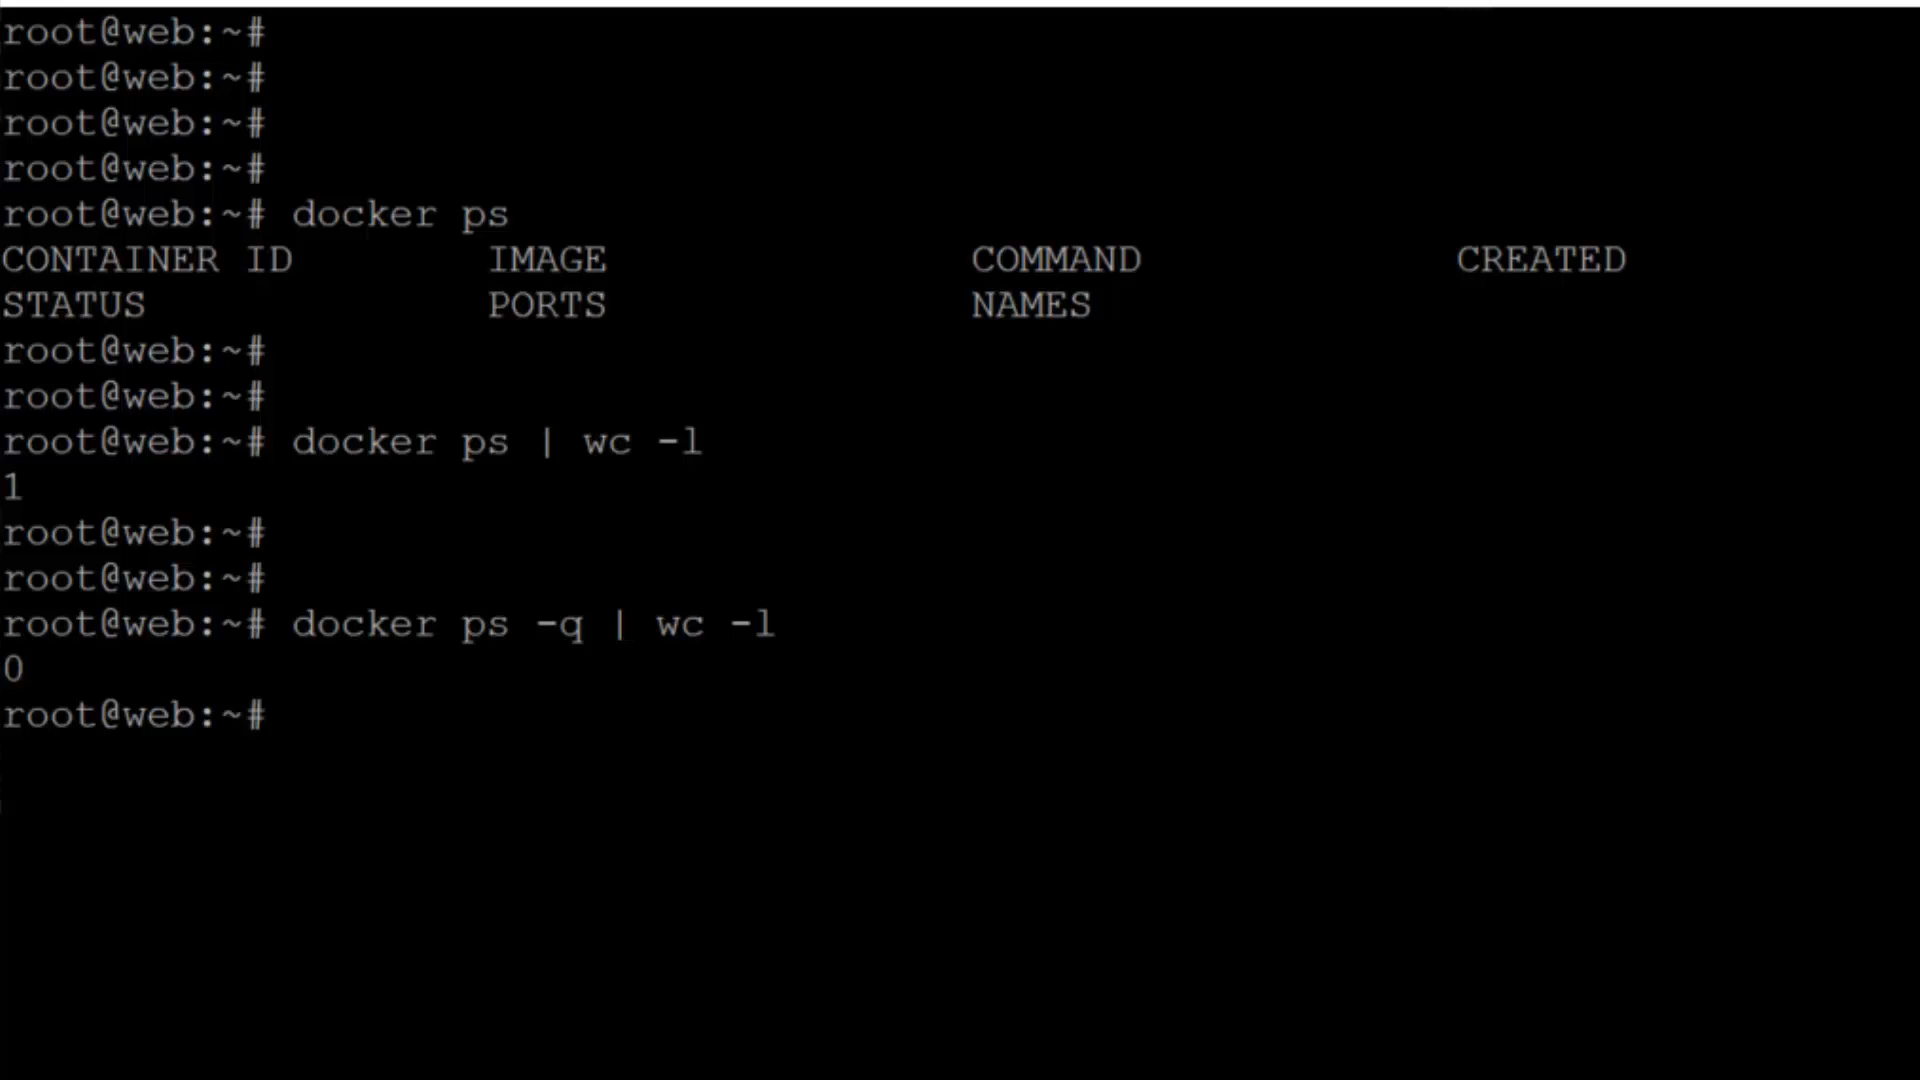 root@web:~#
root@web:~#
root@web:~#
root@web:~#
root@web:~# docker ps
CONTAINER ID        IMAGE               COMMAND             CREATED
STATUS              PORTS               NAMES
root@web:~#
root@web:~#
root@web:~# docker ps | wc -l
1
root@web:~#
root@web:~#
root@web:~# docker ps -q | wc -l
0
root@web:~#